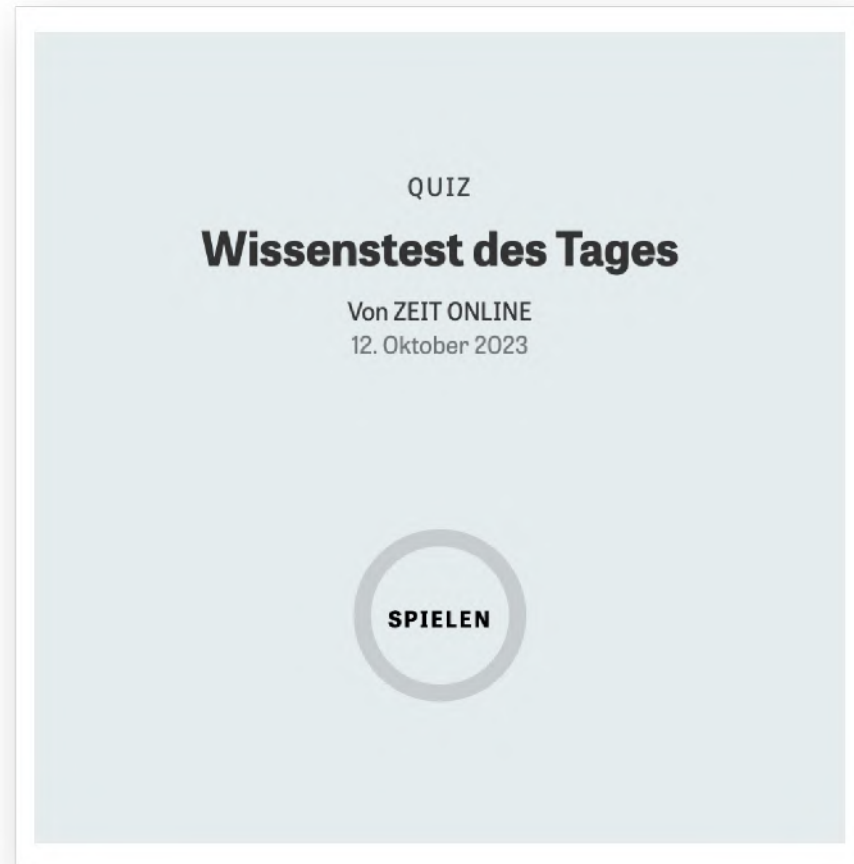 QUIZ
Wissenstest des Tages
Von ZEIT ONLINE
12. Oktober 2023
SPIELEN